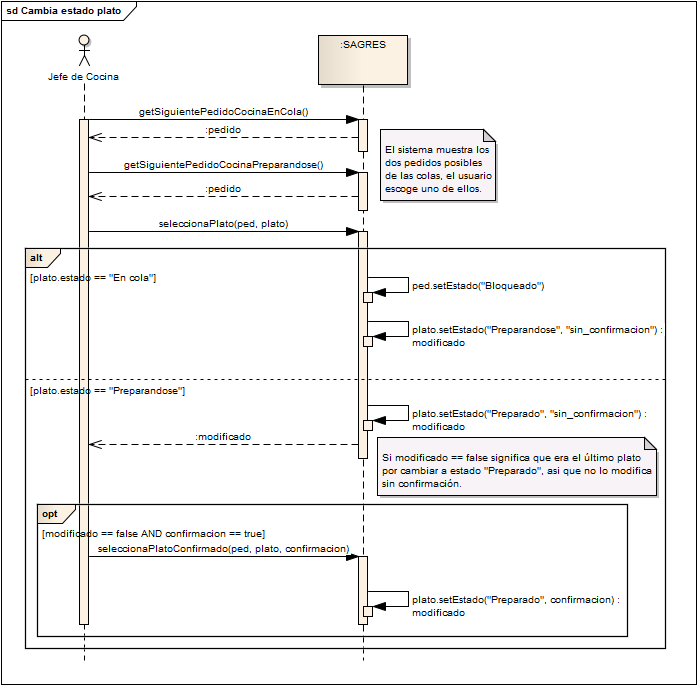 sd Cambia estado plato
Jefe de Cocina
:SAGRES
getSiguientePedidoCocinaEnCola()
:pedido
El sistema muestra los
dos pedidos posibles
de las colas, el usuario
escoge uno de ellos.
getSiguientePedidoCocinaPreparandose()
:pedido
seleccionaPlato(ped, plato)
alt
[plato.estado == "En cola"]
ped.setEstado("Bloqueado")
plato.setEstado("Preparandose", "sin_confirmacion") :
modificado
[plato.estado == "Preparandose"]
plato.setEstado("Preparado", "sin_confirmacion") :
modificado
:modificado
Si modificado == false significa que era el último plato
por cambiar a estado "Preparado", asi que no lo modifica
sin confirmación.
opt
[modificado == false AND confirmacion == true]
seleccionaPlatoConfirmado(ped, plato, confirmacion)
plato.setEstado("Preparado", confirmacion) :
modificado